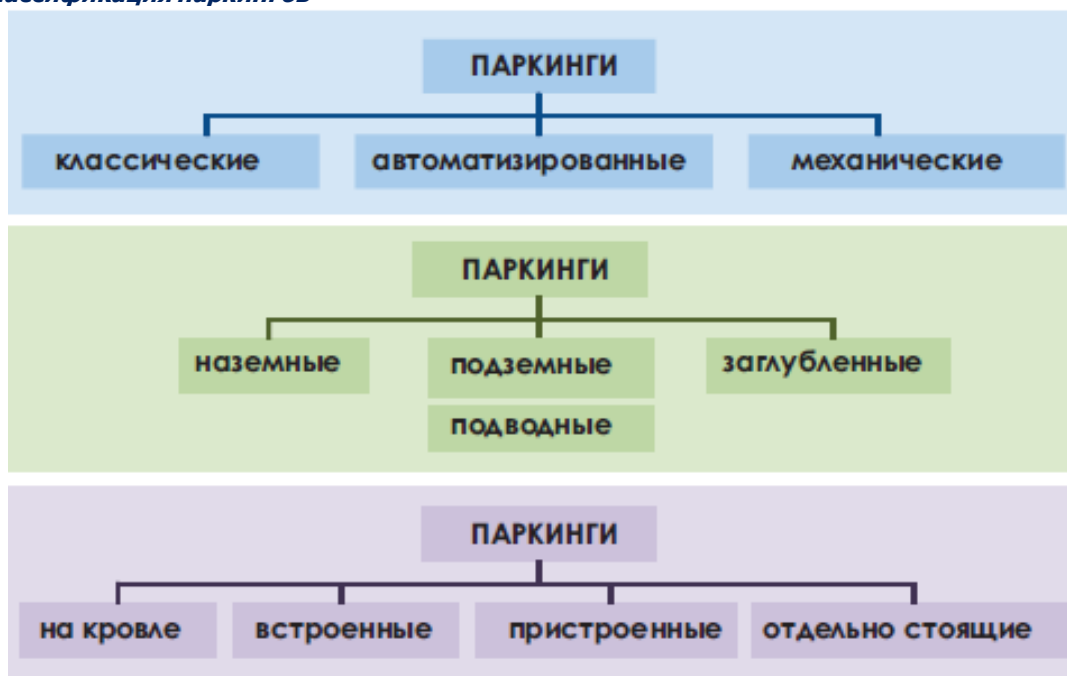 ПАРКИНГИ
классические автоматизированные механические
ПАРКИНГИ
наземные подземные заглубленные
подводные
ПАРКИНГИ
на кровле встроенные пристроенные отдельно стоящие